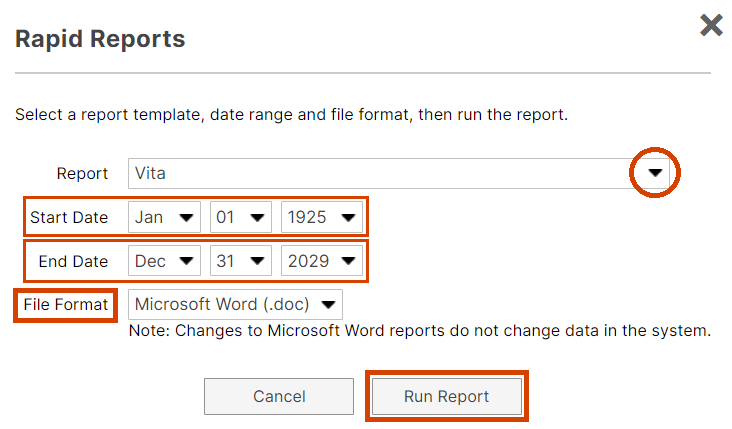 Rapid Reports
Select a report template, date range and file format, then run the report.
Report Vita
Start Date Jan 01 1925
End Date Dec 31 2029
File Format Microsoft Word (.doc)
Note: Changes to Microsoft Word reports do not change data in the system.
Cancel Run Report